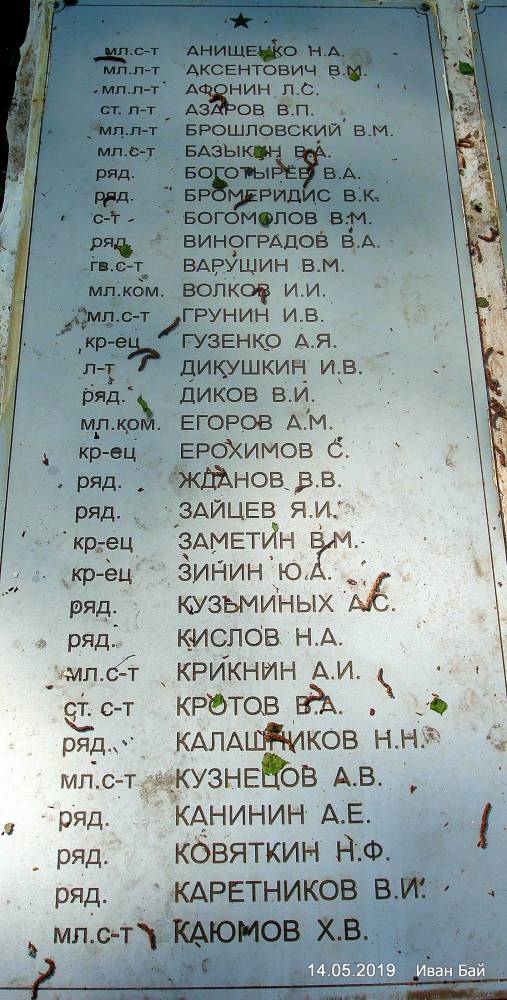 мл.с-т АНИЩЕНКО Н.А.
мл.л-т АКСЕНТОВИЧ В.М.
мл.л-т АФОНИН Л.С.
ст. л-т АЗАРОВ В.П.
мл.л-т БРОШЛОВСКИЙ В.М.
мл.с-т БАЗЫКИН В.А.
ряд. БОГОТЫРЁВ В.А.
ряд. БРОМЕРИДИС В.К.
с-т БОГОМОЛОВ В.М.
ряд. ВИНОГРАДОВ В.А.
гв.с-т ВАРУШИН В.М.
мл.ком. ВОЛКОВ И.И.
мл.с-т ГРУНИН И.В.
кр-ец ГУЗЕНКО А.Я.
л-т ДИКУШКИН И.В.
ряд. ДИКОВ В.И.
мл.ком. ЕГОРОВ А.М.
кр-ец ЕРОХИМОВ С.
ряд. ЖДАНОВ В.В.
ряд. ЗАЙЦЕВ Я.И.
кр-ец ЗАМЕТИН В.М.
кр-ец ЗИНИН Ю.А.
ряд. КУЗЬМИНЫХ А.С.
ряд. КИСЛОВ Н.А.
мл.с-т КРИКНИН А.И.
ст. с-т КРОТОВ В.А.
ряд. КАЛАШНИКОВ Н.Н.
мл.с-т КУЗНЕЦОВ А.В.
ряд. КАНИНИН А.Е.
ряд. КОВЯТКИН Н.Ф.
ряд. КАРЕТНИКОВ В.И.
мл.с-т КАЮМОВ Х.В.
14.05.2019 Иван Бай